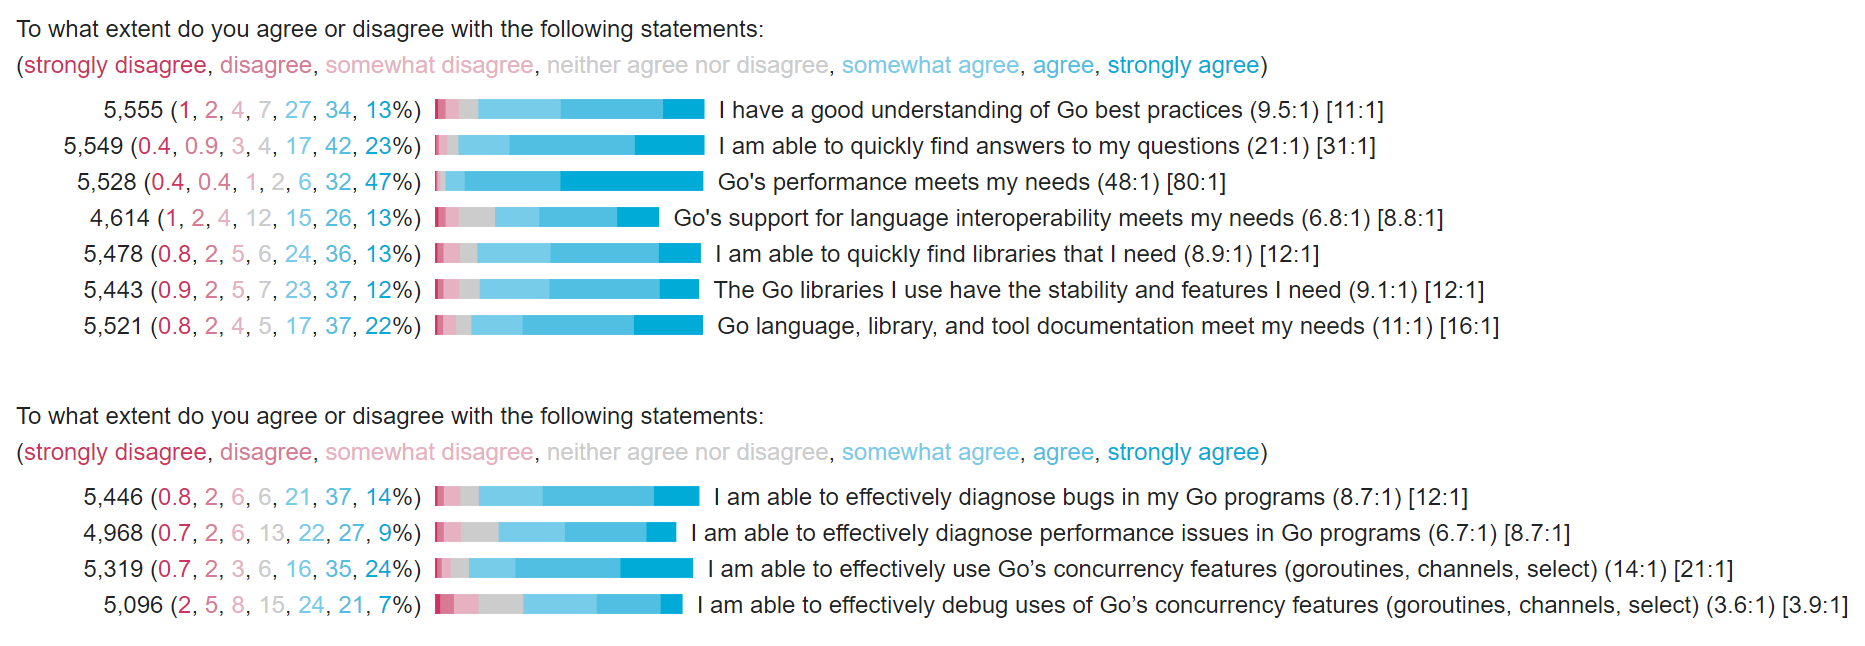 To what extent do you agree or disagree with the following statements:
(strongly disagree, disagree, somewhat disagree, neither agree nor disagree, somewhat agree, agree, strongly agree)
5,555 (1, 2, 4, 7, 27, 34, 13%) I have a good understanding of Go best practices (9.5:1) [11:1]
5,549 (0.4, 0.9, 3, 4, 17, 42, 23%) I am able to quickly find answers to my questions (21:1) [31:1]
5,528 (0.4, 0.4, 1, 2, 6, 32, 47%) Go's performance meets my needs (48:1) [80:1]
4,614 (1, 2, 4, 12, 15, 26, 13%) Go's support for language interoperability meets my needs (6.8:1) [8.8:1]
5,478 (0.8, 2, 5, 6, 24, 36, 13%) I am able to quickly find libraries that I need (8.9:1) [12:1]
5,443 (0.9, 2, 5, 7, 23, 37, 12%) The Go libraries I use have the stability and features I need (9.1:1) [12:1]
5,521 (0.8, 2, 4, 5, 17, 37, 22%) Go language, library, and tool documentation meet my needs (11:1) [16:1]
To what extent do you agree or disagree with the following statements:
(strongly disagree, disagree, somewhat disagree, neither agree nor disagree, somewhat agree, agree, strongly agree)
5,446 (0.8, 2, 6, 6, 21, 37, 14%) I am able to effectively diagnose bugs in my Go programs (8.7:1) [12:1]
4,968 (0.7, 2, 6, 13, 22, 27, 9%) I am able to effectively diagnose performance issues in Go programs (6.7:1) [8.7:1]
5,319 (0.7, 2, 3, 6, 16, 35, 24%) I am able to effectively use Go’s concurrency features (goroutines, channels, select) (14:1) [21:1]
5,096 (2, 5, 8, 15, 24, 21, 7%) I am able to effectively debug uses of Go’s concurrency features (goroutines, channels, select) (3.6:1) [3.9:1]